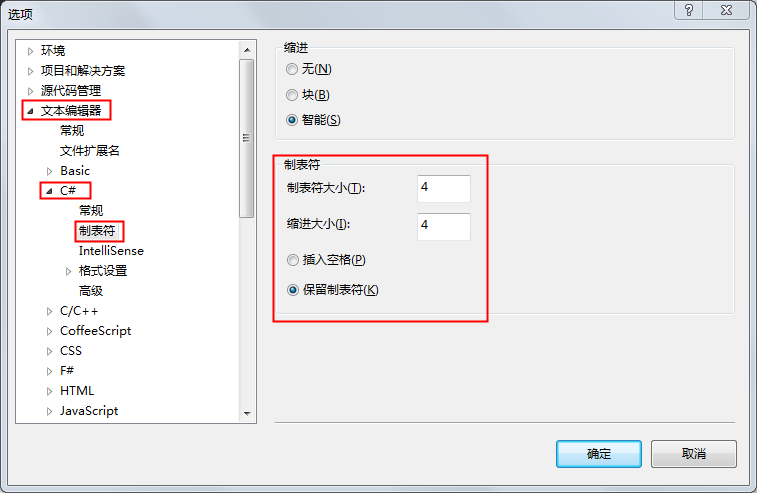 选项
环境
项目和解决方案
源代码管理
文本编辑器
常规
文件扩展名
Basic
C#
常规
制表符
IntelliSense
格式设置
高级
C/C++
CoffeeScript
CSS
F#
HTML
JavaScript
缩进
无(N)
块(B)
智能(S)
制表符
制表符大小(T): 4
缩进大小(I): 4
插入空格(P)
保留制表符(K)
确定 取消